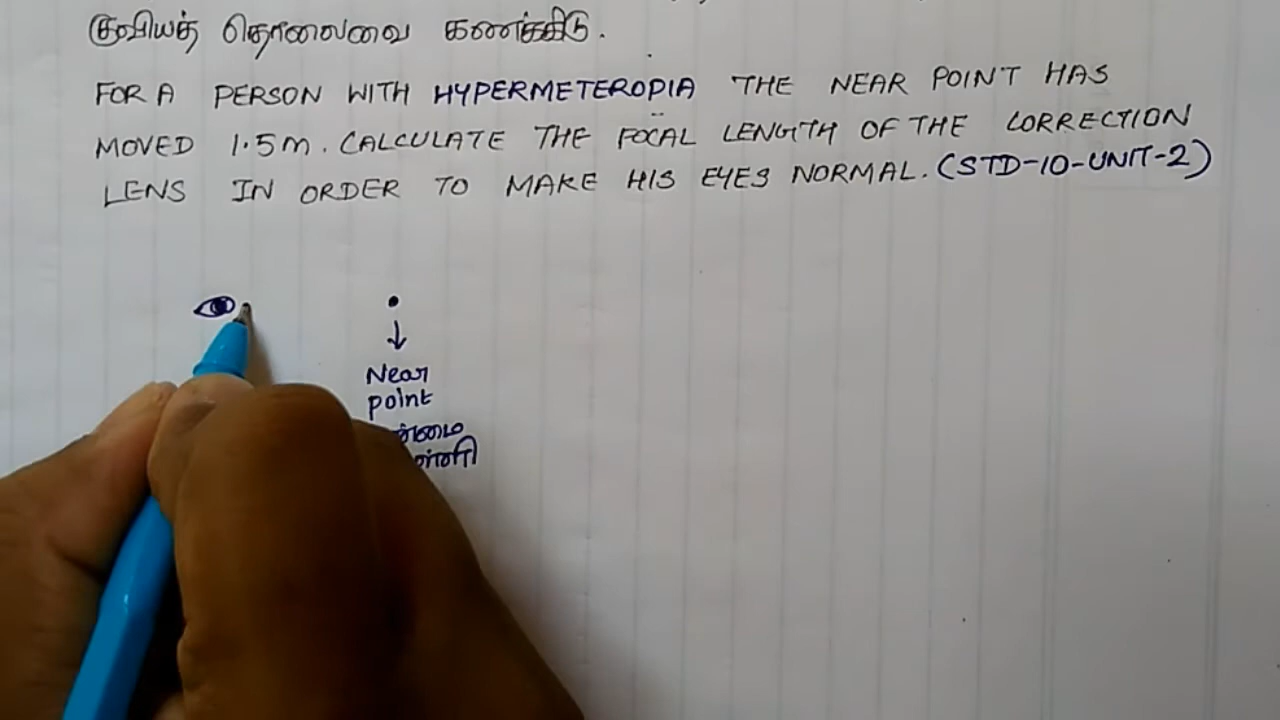 குவியத் தொலைவை கணக்கிடு.
FOR A PERSON WITH HYPERMETEROPIA THE NEAR POINT HAS
MOVED 1.5m. CALCULATE THE FOCAL LENGTH OF THE CORRECTION
LENS IN ORDER TO MAKE HIS EYES NORMAL. (STD-10-UNIT-2)
Near
point